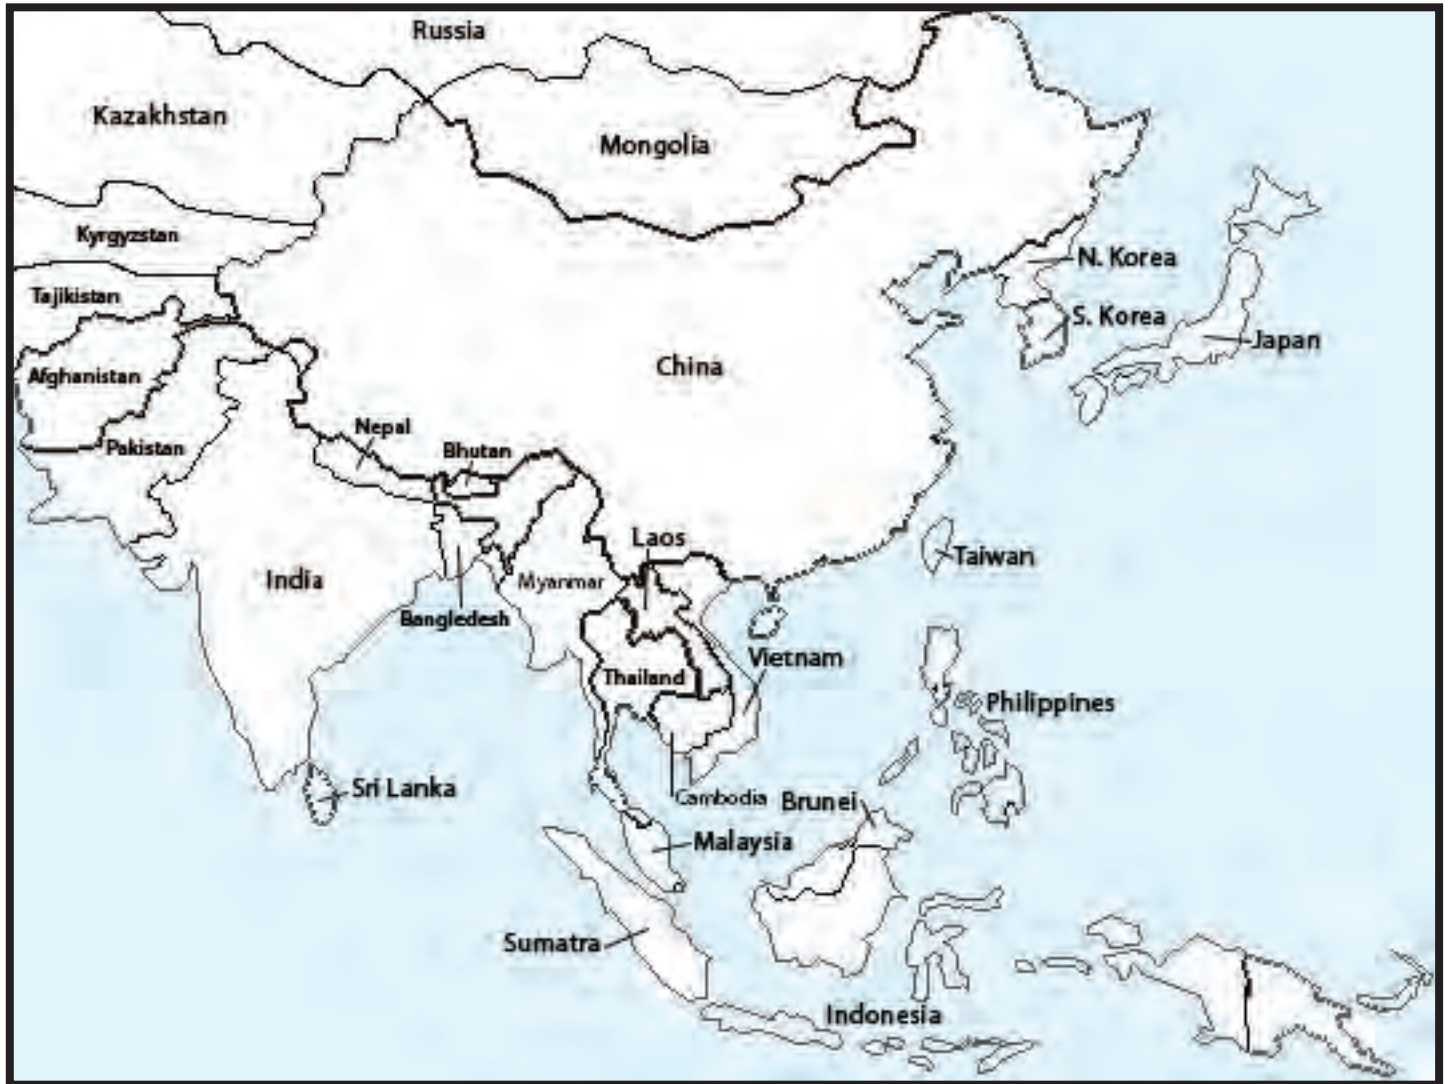 Russia
Kazakhstan
Mongolia
Kyrgyzstan
N. Korea
Tajikistan
S. Korea
Japan
China
Afghanistan
Nepal
Pakistan
Bhutan
Laos
Taiwan
India
Myanmar
Bangledesh
Vietnam
Thailand
Philippines
Sri Lanka
Cambodia
Brunei
Malaysia
Sumatra
Indonesia